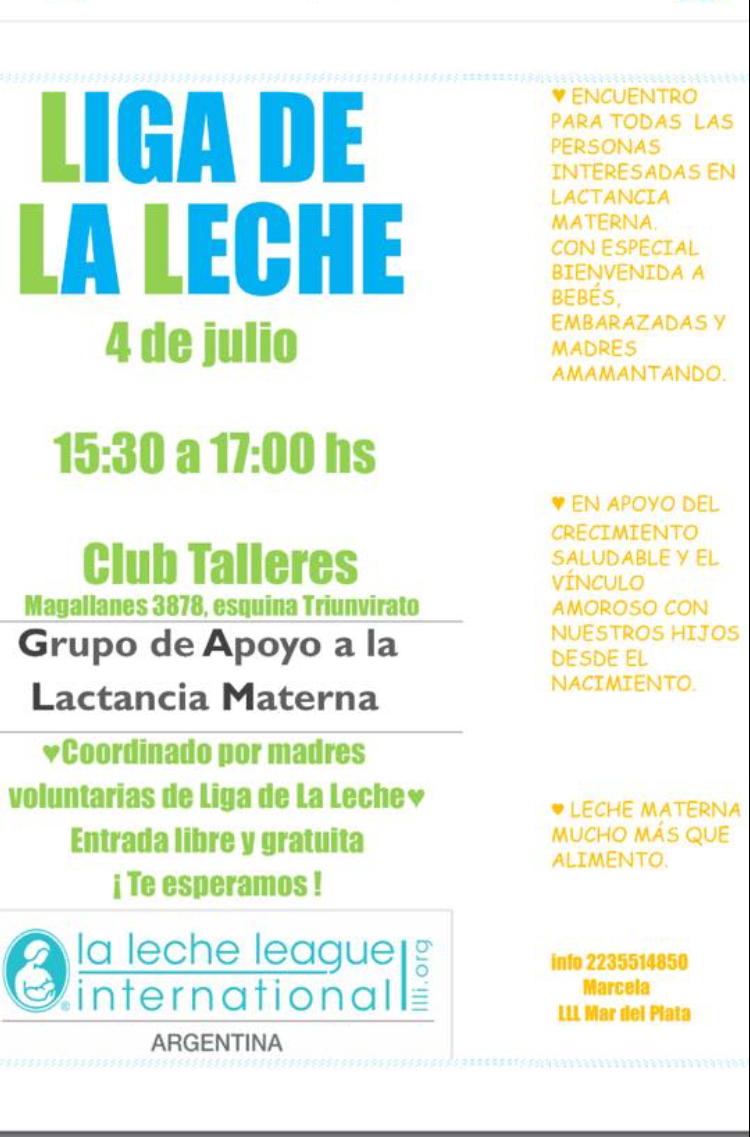 LIGA DE
LA LECHE
4 de julio
15:30 a 17:00 hs
Club Talleres
Magallanes 3878, esquina Triunvirato
Grupo de Apoyo a la
Lactancia Materna
♥Coordinado por madres
voluntarias de Liga de La Leche♥
Entrada libre y gratuita
¡ Te esperamos !
la leche league
international
llli.org
®
ARGENTINA
♥ ENCUENTRO
PARA TODAS LAS
PERSONAS
INTERESADAS EN
LACTANCIA
MATERNA.
CON ESPECIAL
BIENVENIDA A
BEBÉS,
EMBARAZADAS Y
MADRES
AMAMANTANDO.
♥ EN APOYO DEL
CRECIMIENTO
SALUDABLE Y EL
VÍNCULO
AMOROSO CON
NUESTROS HIJOS
DESDE EL
NACIMIENTO.
♥ LECHE MATERNA
MUCHO MÁS QUE
ALIMENTO.
info 2235514850
Marcela
LLL Mar del Plata